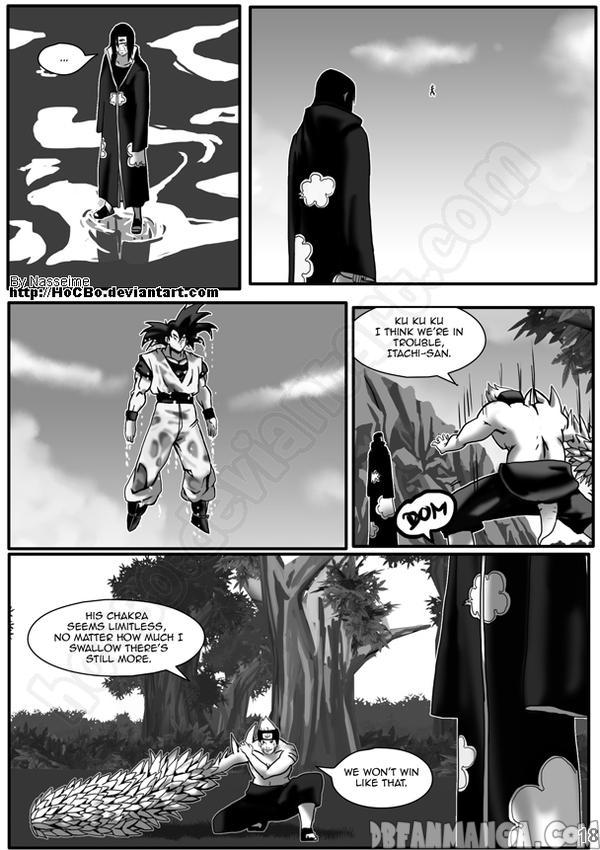 ...
By Nasseime
http://HoCBo.deviantart.com
KU KU KU
I THINK WE'RE IN
TROUBLE,
ITACHI-SAN.
DOM
HIS CHAKRA
SEEMS LIMITLESS,
NO MATTER HOW MUCH I
SWALLOW THERE'S
STILL MORE.
WE WON'T WIN
LIKE THAT.
DBFANMANGA.COM
18